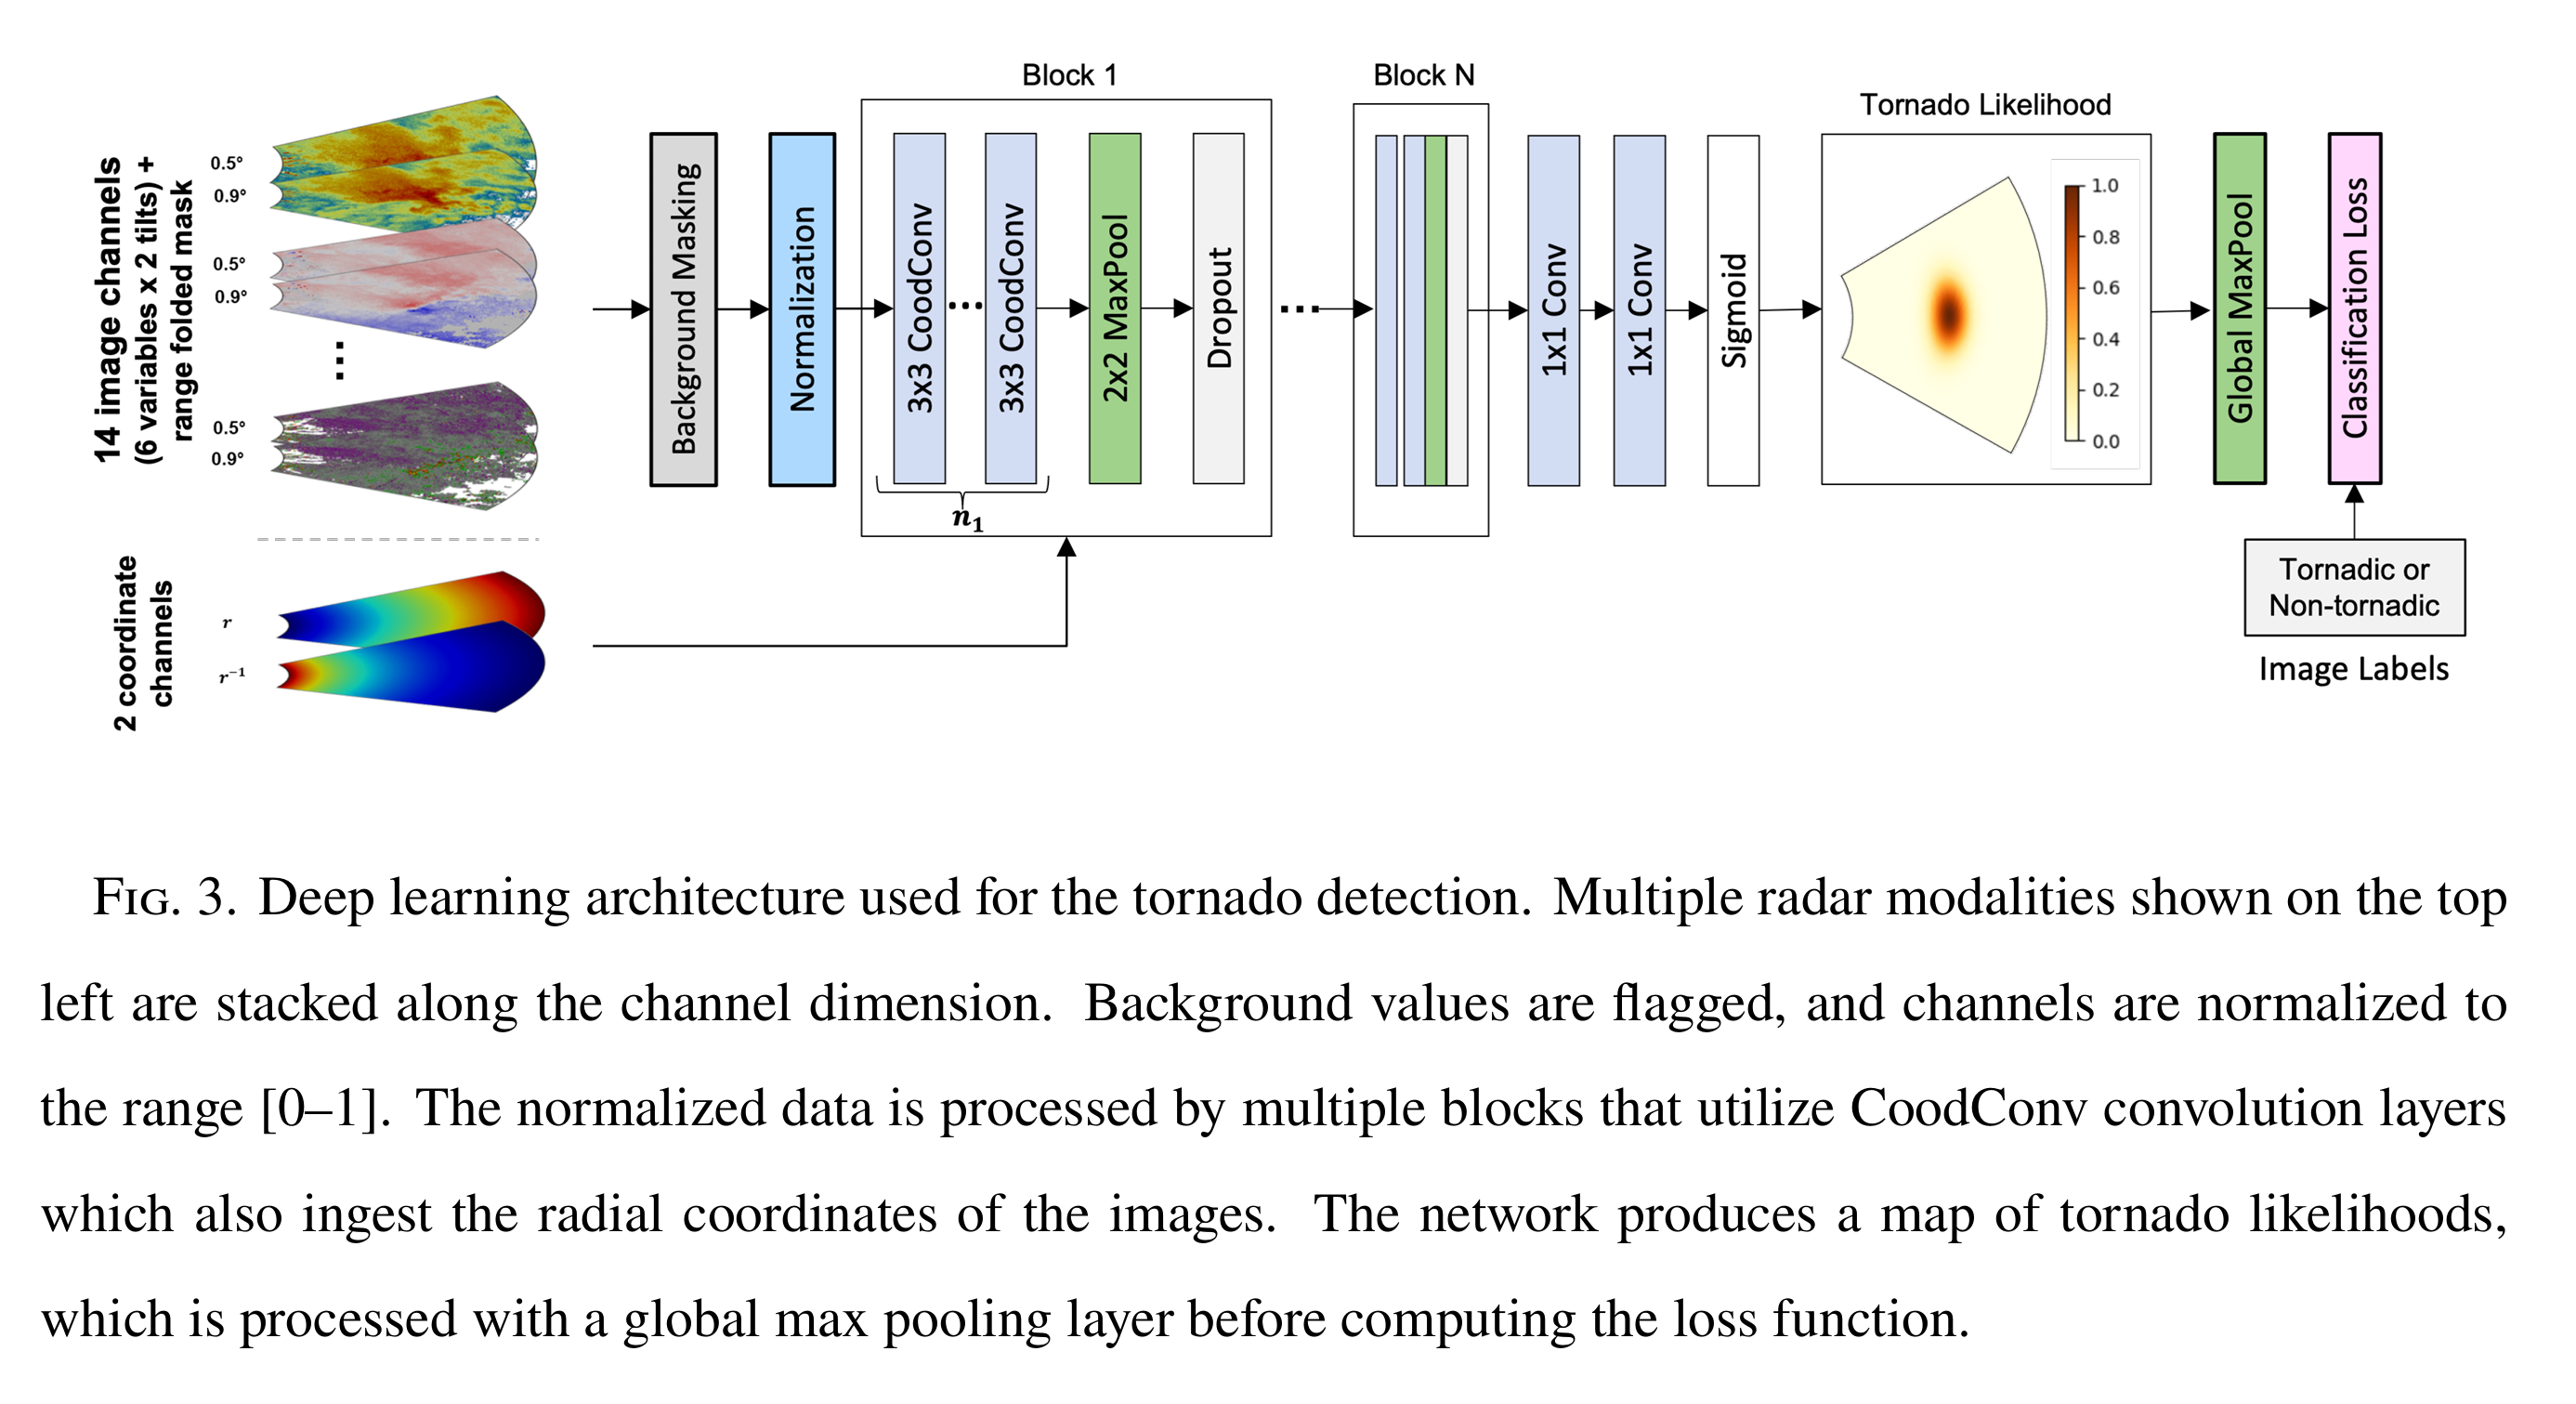 14 image channels
(6 variables x 2 tilts) +
range folded mask
0.5°
0.9°
0.5°
0.9°
⋮
0.5°
0.9°
2 coordinate
channels
r
r⁻¹
Background Masking
Normalization
Block 1
3x3 CoodConv
...
3x3 CoodConv
n₁
2x2 MaxPool
Dropout
...
Block N
1x1 Conv
1x1 Conv
Sigmoid
Tornado Likelihood
1.0
0.8
0.6
0.4
0.2
0.0
Global MaxPool
Classification Loss
Tornadic or
Non-tornadic
Image Labels
FIG. 3. Deep learning architecture used for the tornado detection. Multiple radar modalities shown on the top
left are stacked along the channel dimension. Background values are flagged, and channels are normalized to
the range [0–1]. The normalized data is processed by multiple blocks that utilize CoodConv convolution layers
which also ingest the radial coordinates of the images. The network produces a map of tornado likelihoods,
which is processed with a global max pooling layer before computing the loss function.